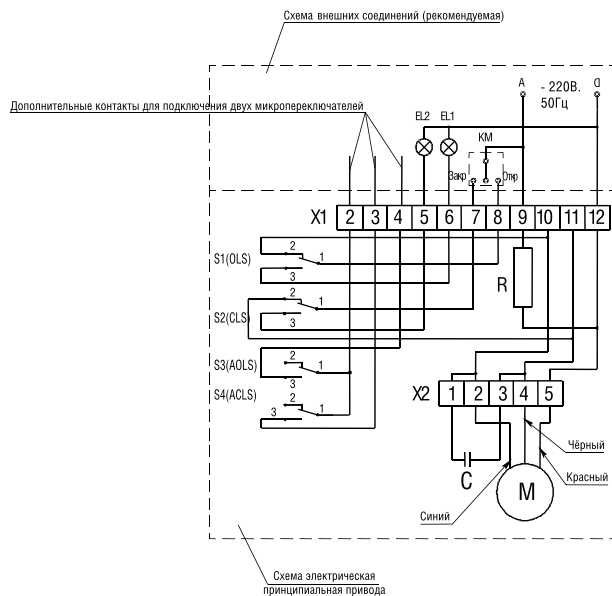 Схема внешних соединений (рекомендуемая)
А - 220В. 0
50Гц
Дополнительные контакты для подключения двух микропереключателей
EL2 EL1
КМ
Закр Откр
X1 2 3 4 5 6 7 8 9 10 11 12
S1(OLS) 2 1 3
R
S2(CLS) 2 1 3
S3(AOLS) 2 1 3
S4(ACLS) 2 1 3
X2 1 2 3 4 5
Чёрный
C
M
Красный
Синий
Схема электрическая
принципиальная привода